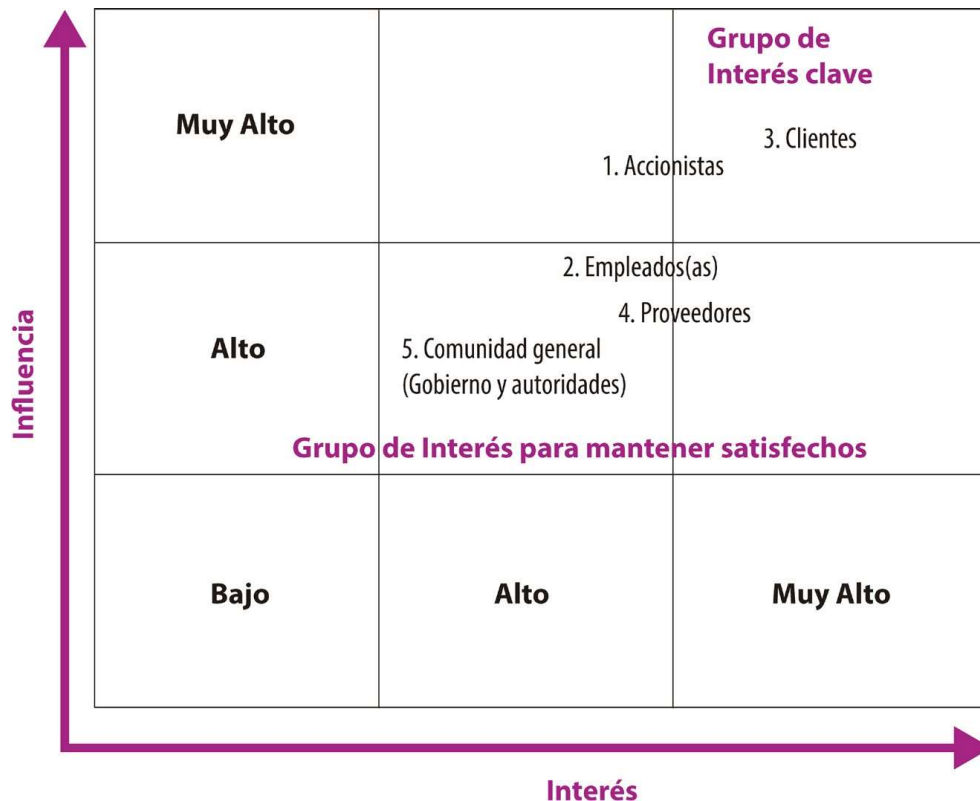 Grupo de
Interés clave
Muy Alto
3. Clientes
1. Accionistas
2. Empleados(as)
4. Proveedores
Alto
5. Comunidad general
(Gobierno y autoridades)
Influencia
Grupo de Interés para mantener satisfechos
Bajo
Alto
Muy Alto
Interés